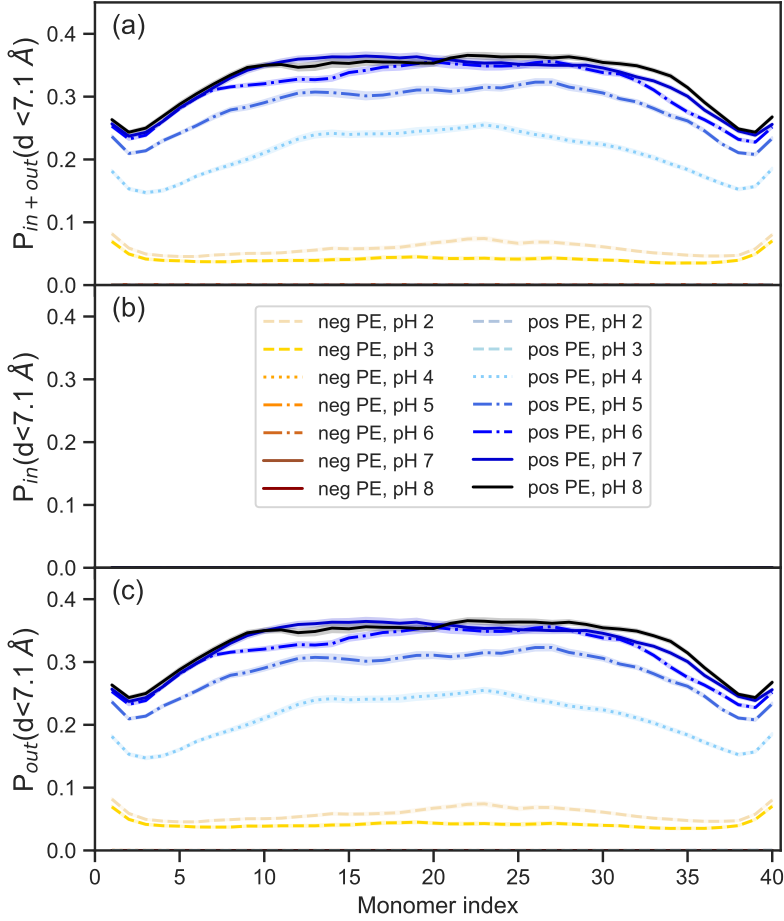 (a)
P_{in+out}(d <7.1 Å)
0.4
0.3
0.2
0.1
0.0
(b)
P_{in}(d<7.1 Å)
0.4
0.3
0.2
0.1
0.0
neg PE, pH 2
neg PE, pH 3
neg PE, pH 4
neg PE, pH 5
neg PE, pH 6
neg PE, pH 7
neg PE, pH 8
pos PE, pH 2
pos PE, pH 3
pos PE, pH 4
pos PE, pH 5
pos PE, pH 6
pos PE, pH 7
pos PE, pH 8
(c)
P_{out}(d<7.1 Å)
0.4
0.3
0.2
0.1
0.0
0 5 10 15 20 25 30 35 40
Monomer index